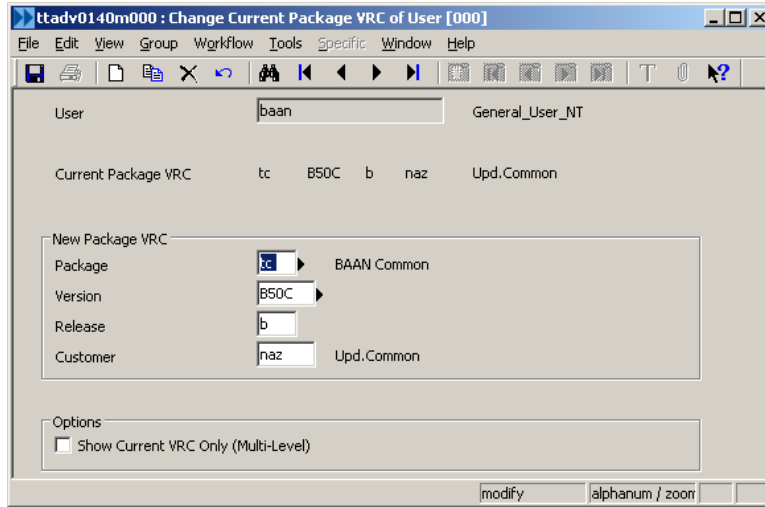 ttadv0140m000 : Change Current Package VRC of User [000]
File Edit View Group Workflow Tools Specific Window Help
User baan General_User_NT
Current Package VRC tc B50C b naz Upd.Common
New Package VRC
Package tc BAAN Common
Version B50C
Release b
Customer naz Upd.Common
Options
Show Current VRC Only (Multi-Level)
modify alphanum / zoom